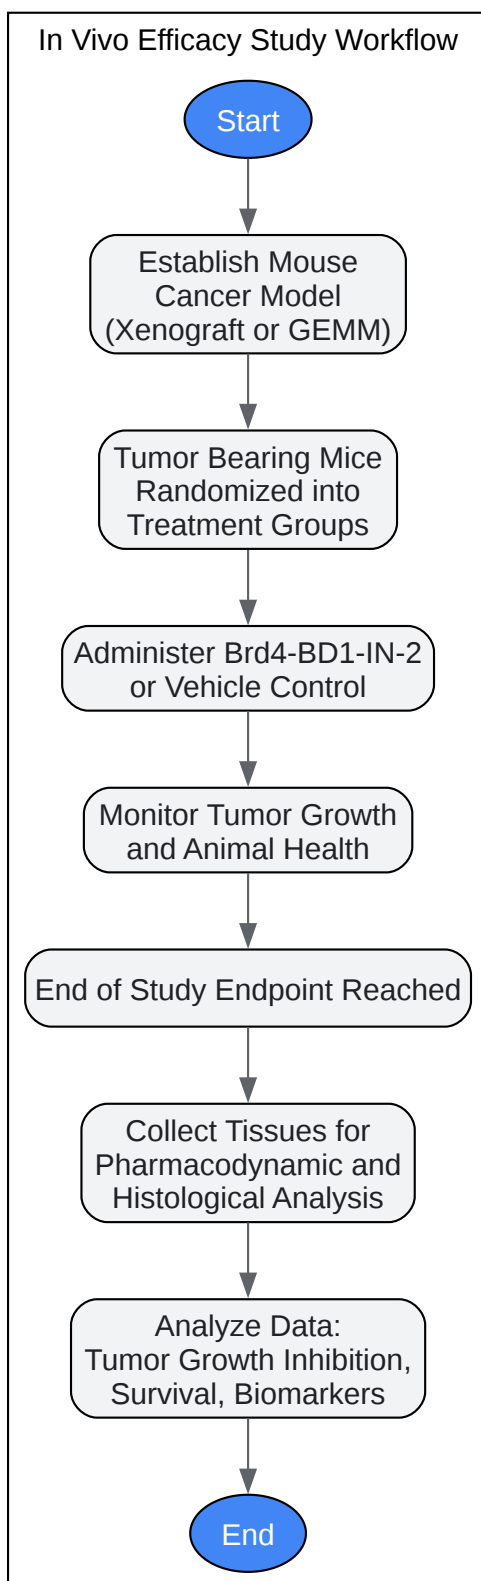 In Vivo Efficacy Study Workflow
Start
Establish Mouse
Cancer Model
(Xenograft or GEMM)
Tumor Bearing Mice
Randomized into
Treatment Groups
Administer Brd4-BD1-IN-2
or Vehicle Control
Monitor Tumor Growth
and Animal Health
End of Study Endpoint Reached
Collect Tissues for
Pharmacodynamic and
Histological Analysis
Analyze Data:
Tumor Growth Inhibition,
Survival, Biomarkers
End